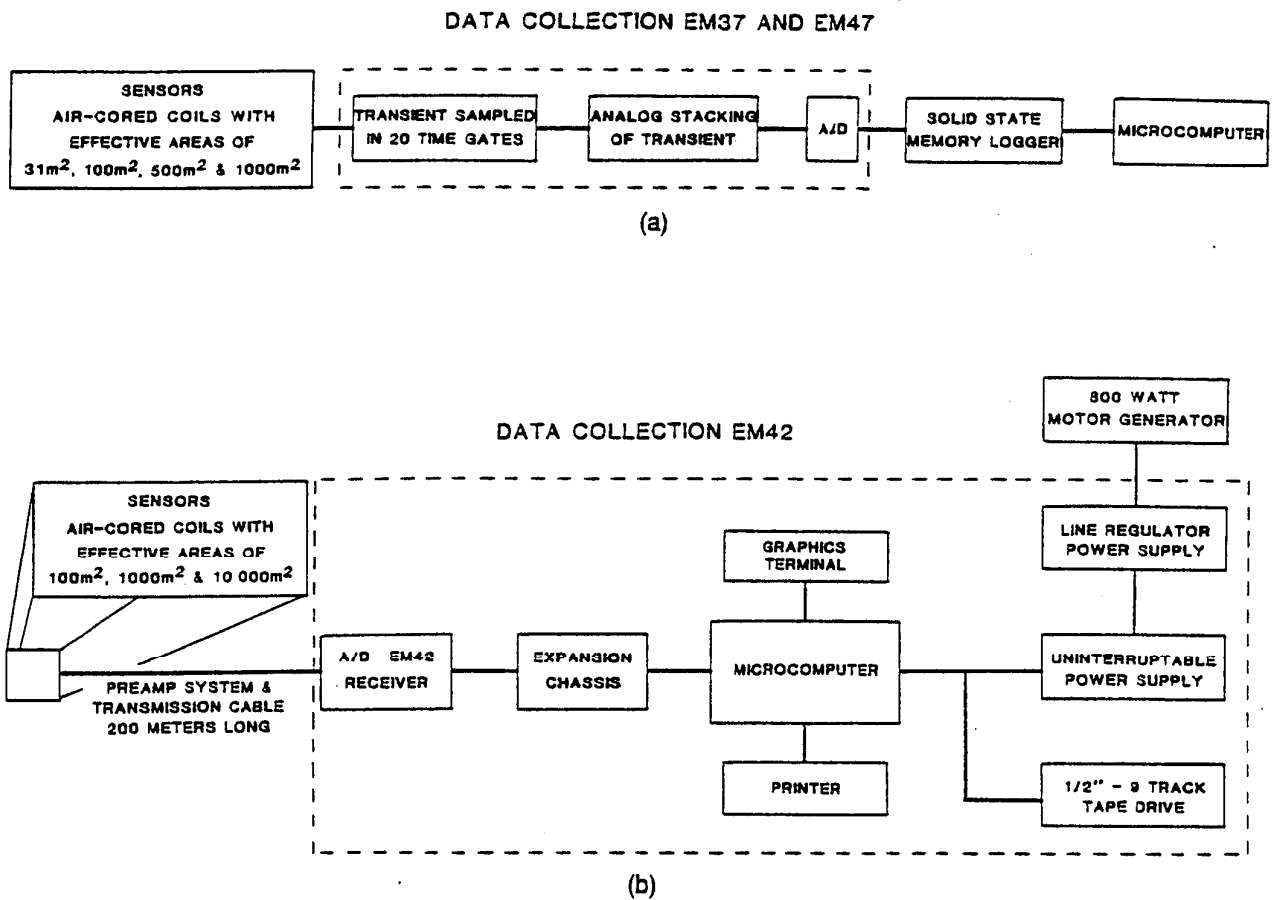 DATA COLLECTION EM37 AND EM47
SENSORS
AIR-CORED COILS WITH
EFFECTIVE AREAS OF
31m², 100m², 500m² & 1000m²
TRANSIENT SAMPLED
IN 20 TIME GATES
ANALOG STACKING
OF TRANSIENT
A/D
SOLID STATE
MEMORY LOGGER
MICROCOMPUTER
(a)
DATA COLLECTION EM42
800 WATT
MOTOR GENERATOR
SENSORS
AIR-CORED COILS WITH
EFFECTIVE AREAS OF
100m², 1000m² & 10 000m²
PREAMP SYSTEM &
TRANSMISSION CABLE
200 METERS LONG
A/D EM42
RECEIVER
EXPANSION
CHASSIS
GRAPHICS
TERMINAL
MICROCOMPUTER
PRINTER
LINE REGULATOR
POWER SUPPLY
UNINTERRUPTABLE
POWER SUPPLY
1/2" - 9 TRACK
TAPE DRIVE
(b)